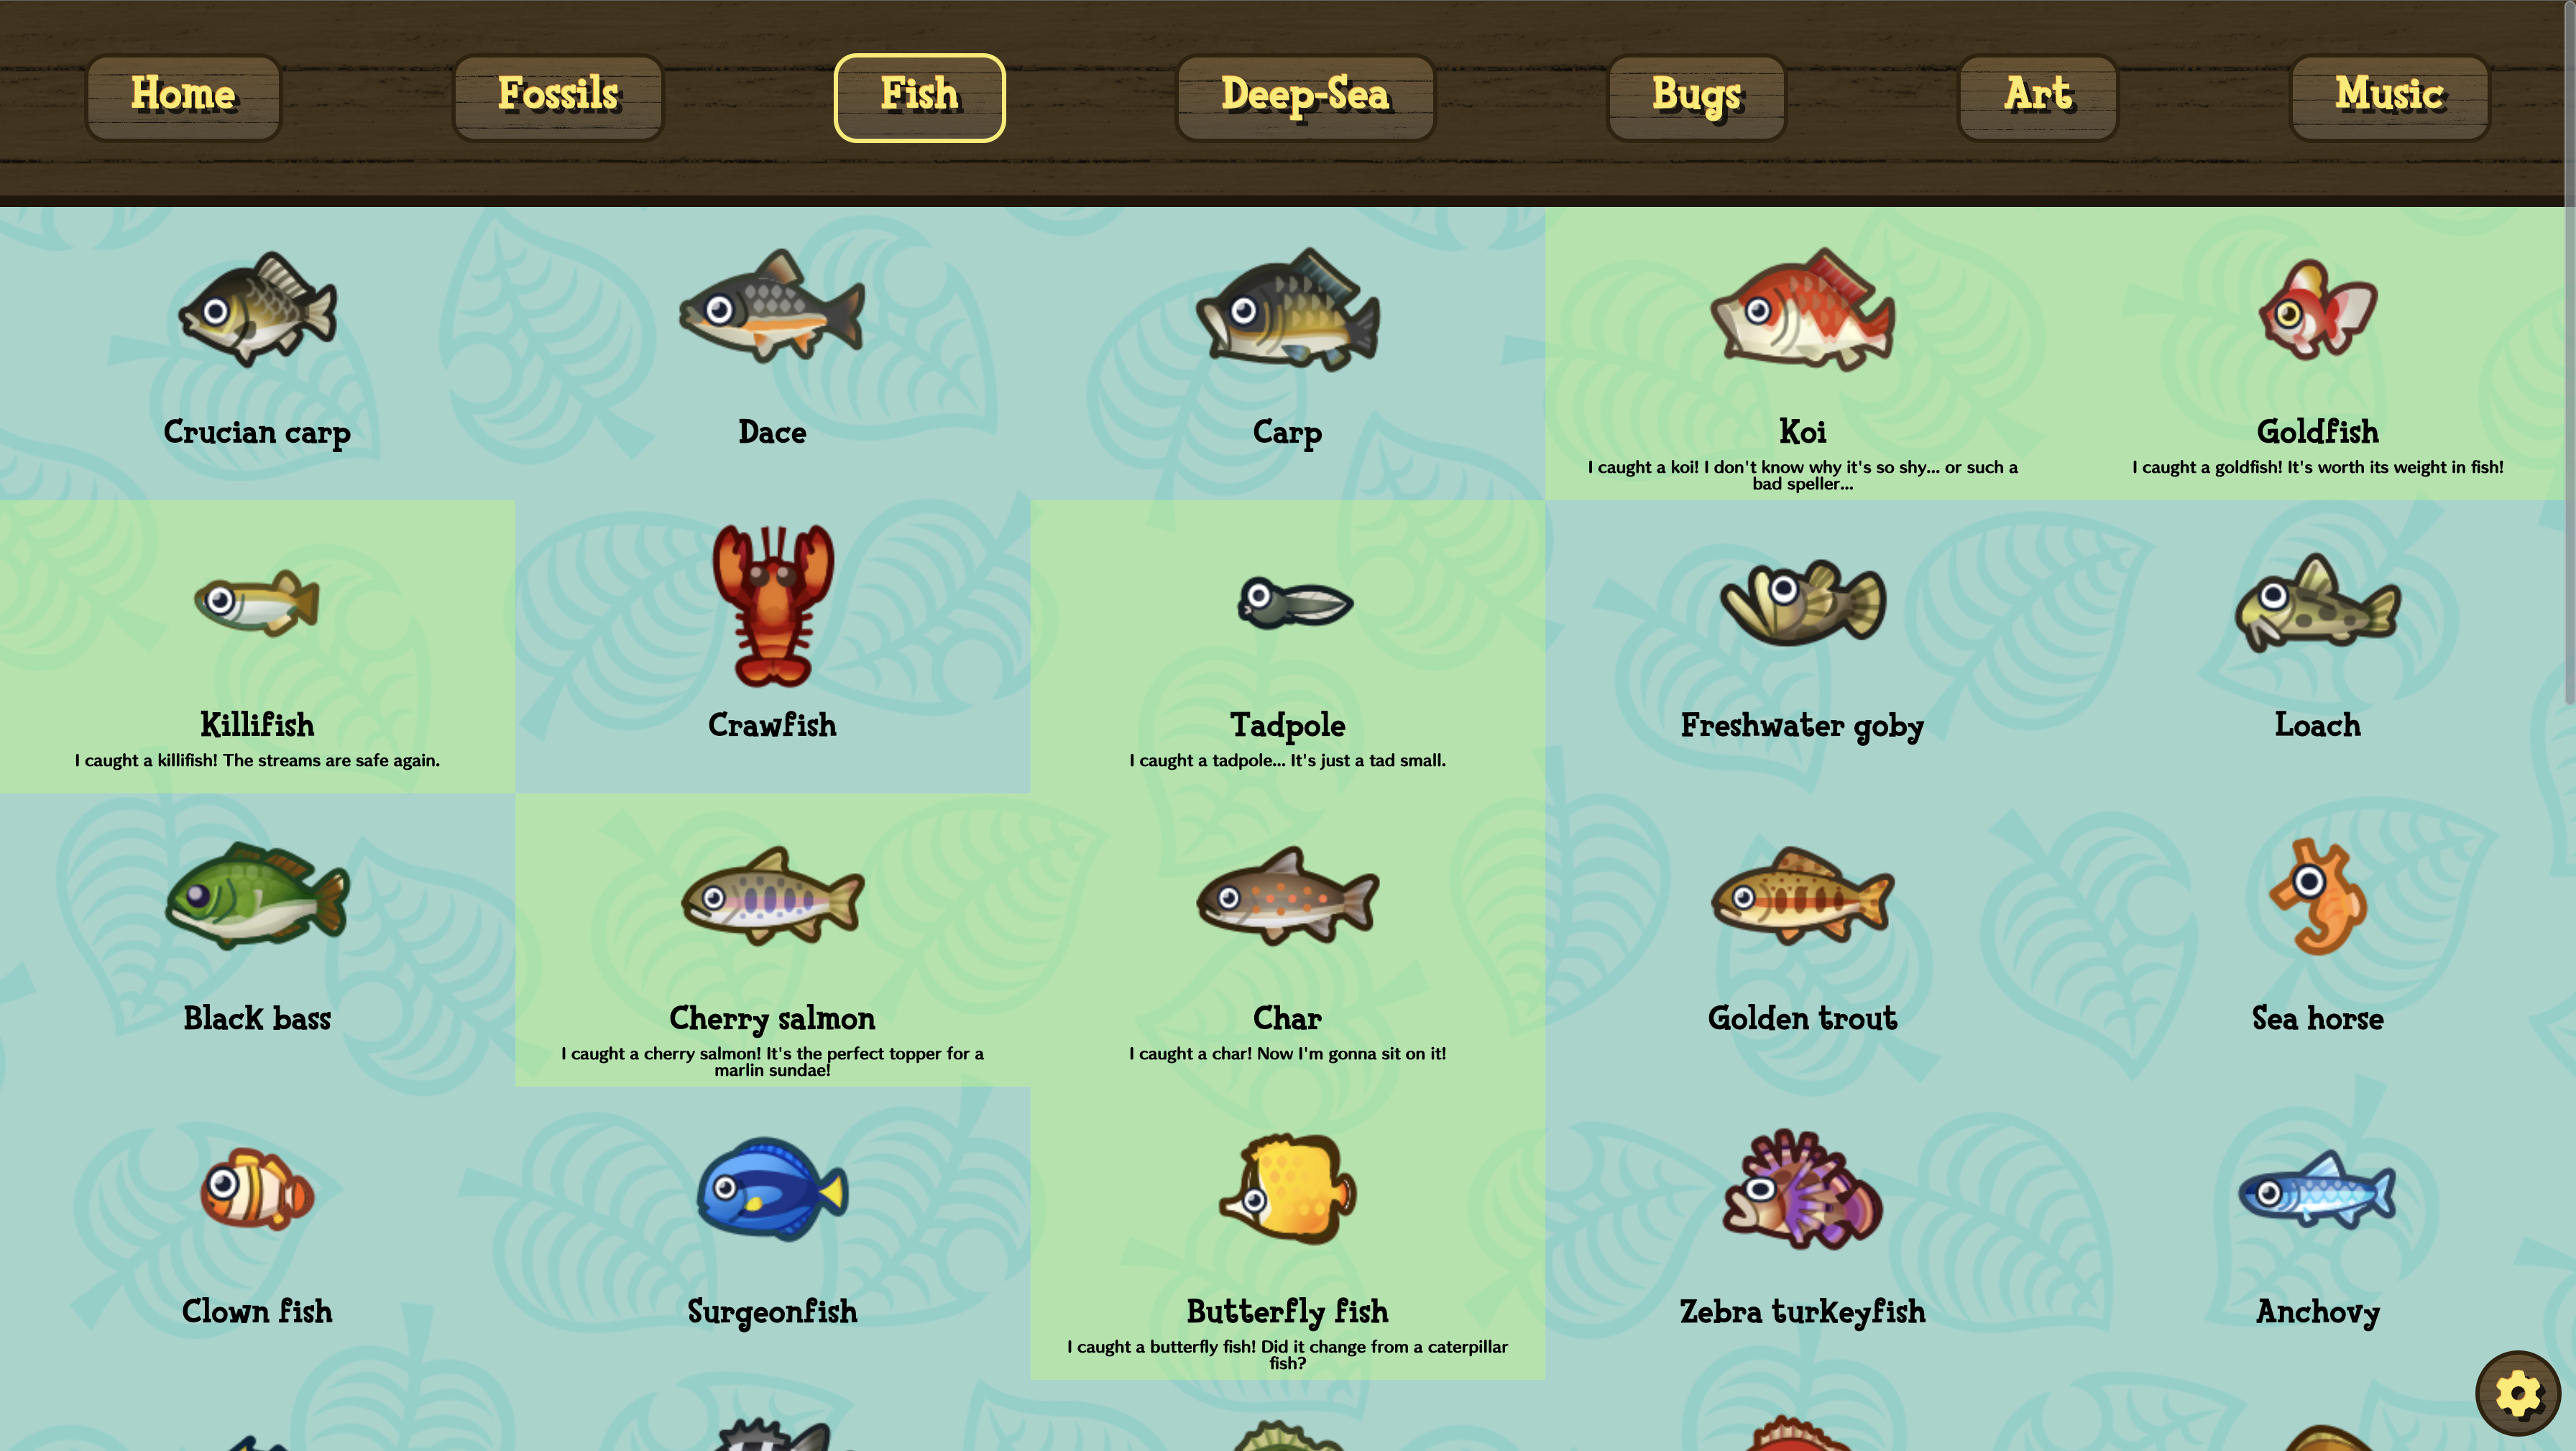 Home
Fossils
Fish
Deep-Sea
Bugs
Art
Music
Crucian carp
Dace
Carp
Koi
I caught a koi! I don't know why it's so shy... or such a
bad speller...
Goldfish
I caught a goldfish! It's worth its weight in fish!
Killifish
I caught a killifish! The streams are safe again.
Crawfish
Tadpole
I caught a tadpole... It's just a tad small.
Freshwater goby
Loach
Black bass
Cherry salmon
I caught a cherry salmon! It's the perfect topper for a
marlin sundae!
Char
I caught a char! Now I'm gonna sit on it!
Golden trout
Sea horse
Clown fish
Surgeonfish
Butterfly fish
I caught a butterfly fish! Did it change from a caterpillar
fish?
Zebra turkeyfish
Anchovy